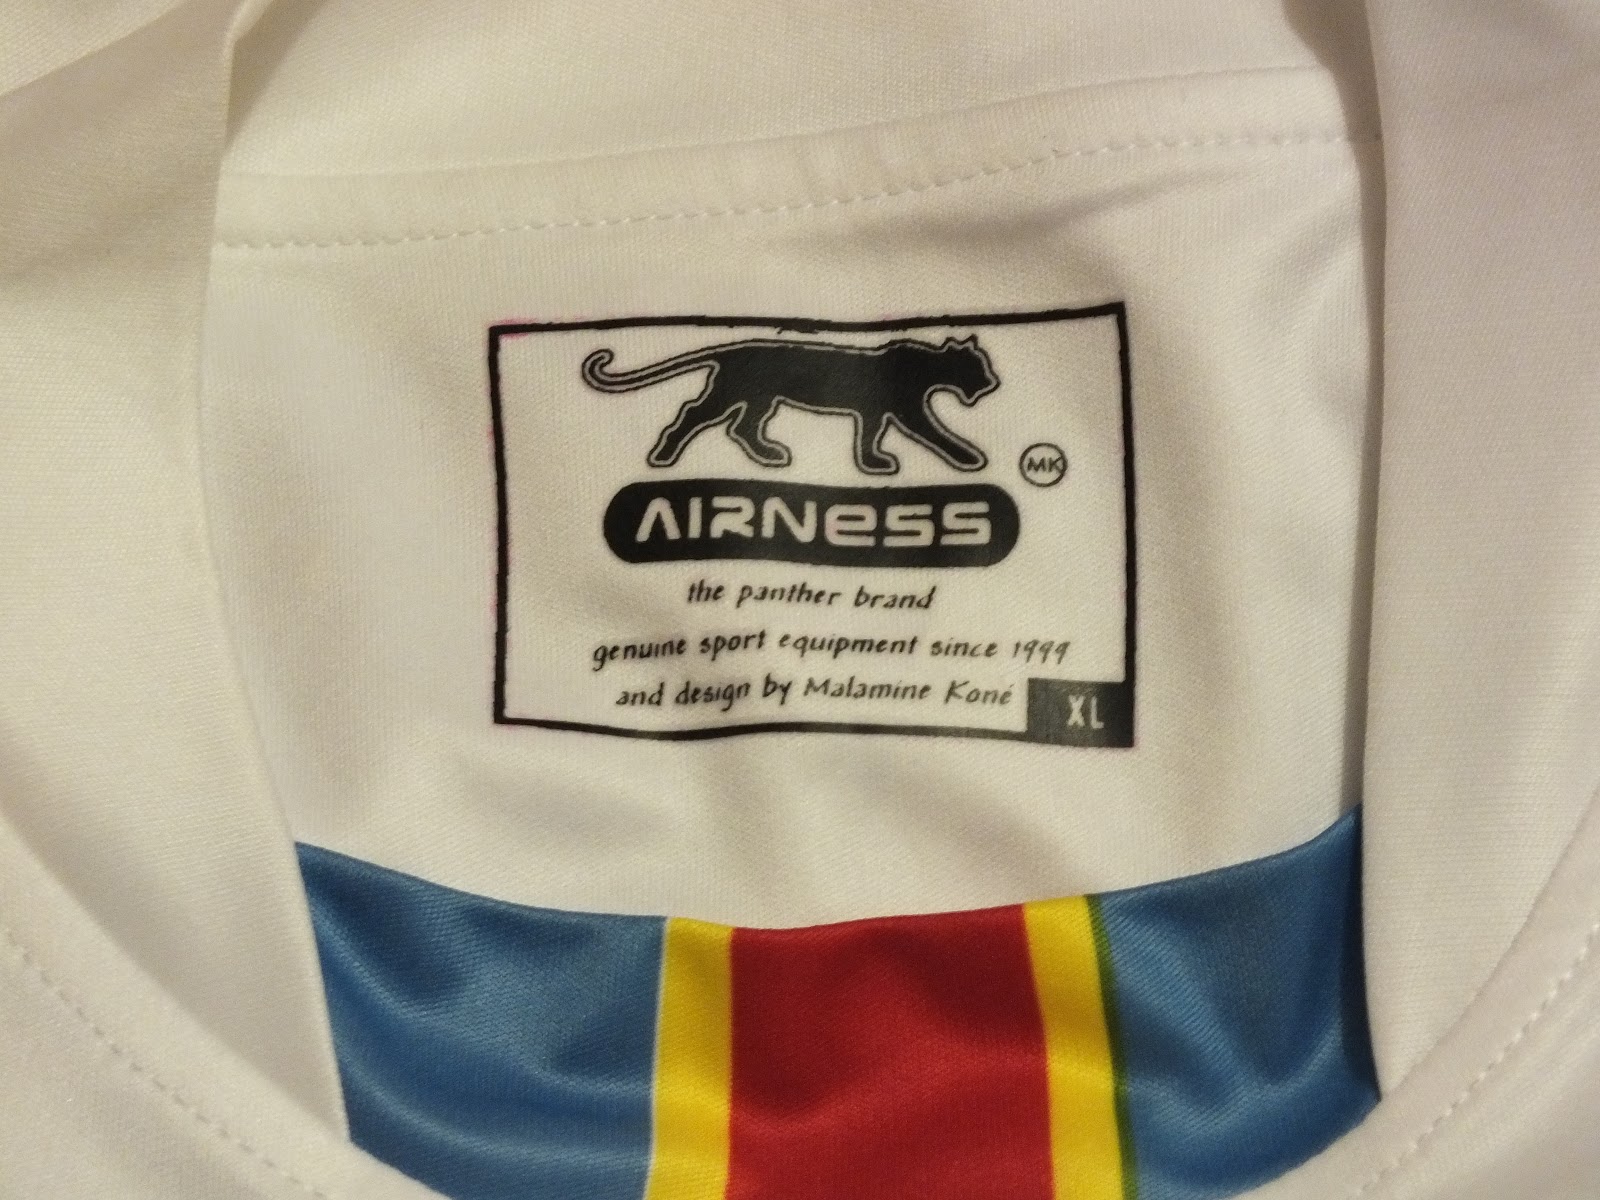 MK
AIRNess
the panther brand
genuine sport equipment since 1999
and design by Malamine Koné
XL